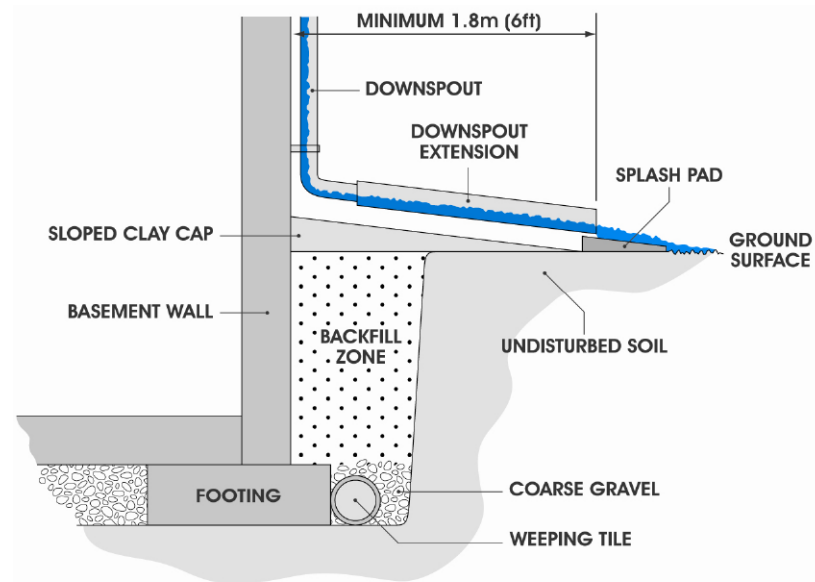 MINIMUM 1.8m (6ft)
DOWNSPOUT
DOWNSPOUT
EXTENSION
SPLASH PAD
SLOPED CLAY CAP
GROUND
SURFACE
BASEMENT WALL
BACKFILL
ZONE
UNDISTURBED SOIL
FOOTING
COARSE GRAVEL
WEEPING TILE